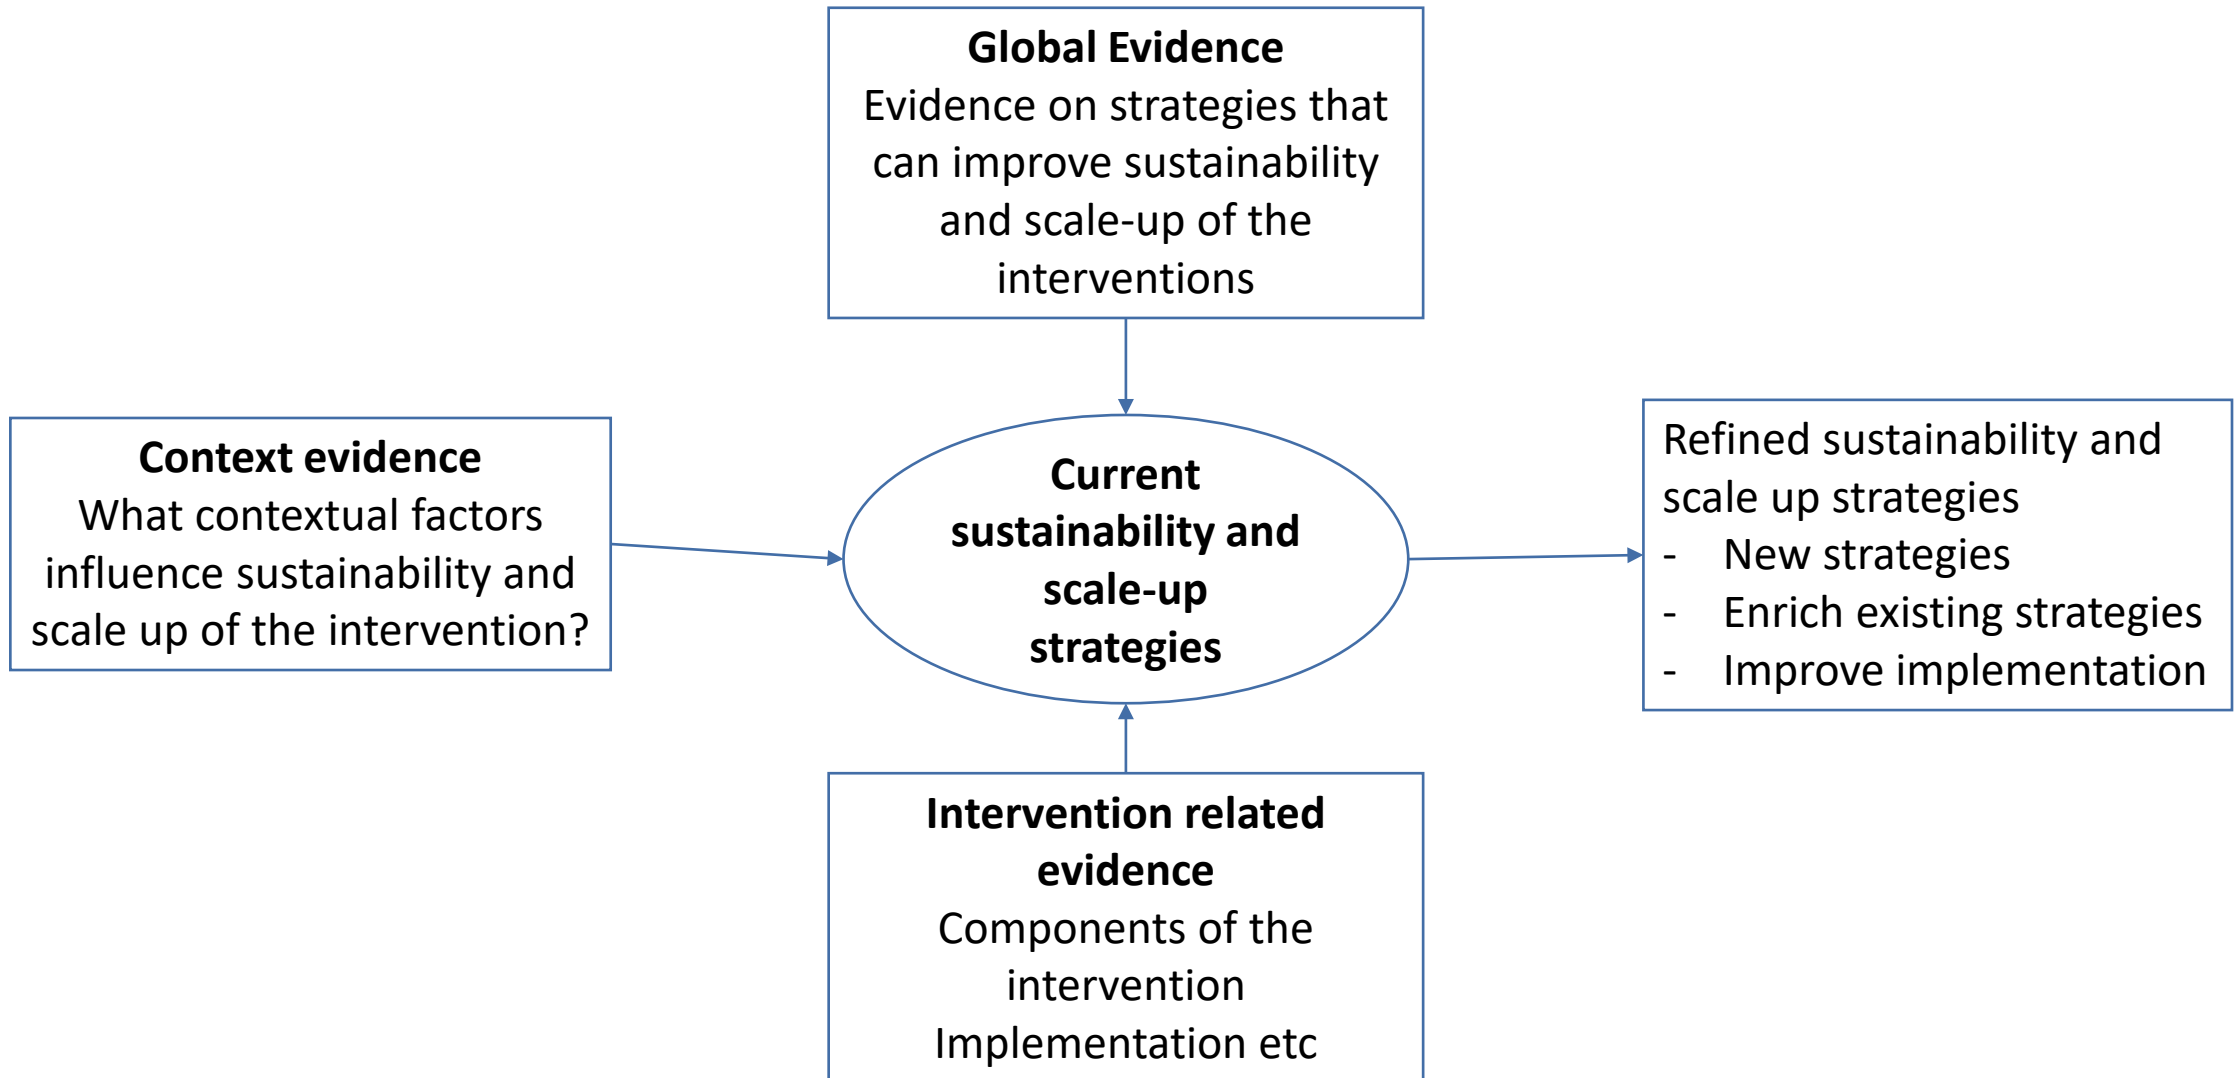 Global Evidence
Evidence on strategies that
can improve sustainability
and scale-up of the
interventions
Context evidence
What contextual factors
influence sustainability and
scale up of the intervention?
Current
sustainability and
scale-up
strategies
Refined sustainability and
scale up strategies
- New strategies
- Enrich existing strategies
- Improve implementation
Intervention related
evidence
Components of the
intervention
Implementation etc